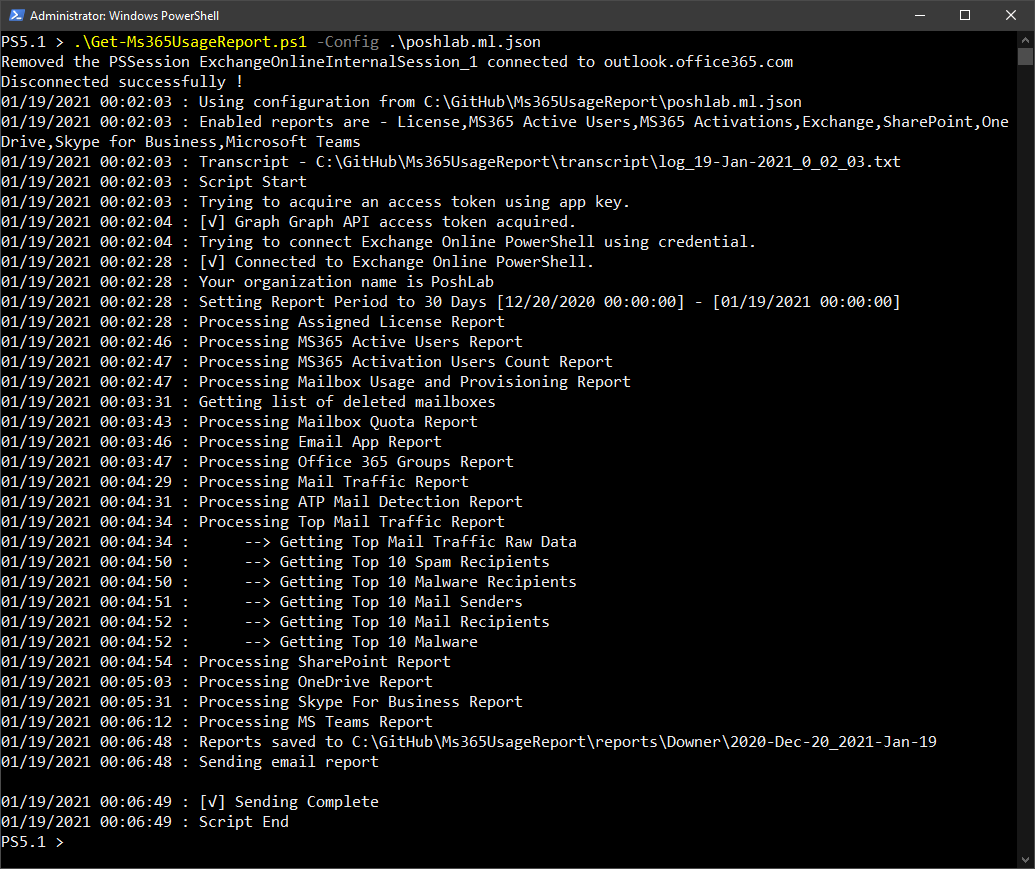 Administrator: Windows PowerShell
PS5.1 > .\Get-Ms365UsageReport.ps1 -Config .\poshlab.ml.json
Removed the PSSession ExchangeOnlineInternalSession_1 connected to outlook.office365.com
Disconnected successfully !
01/19/2021 00:02:03 : Using configuration from C:\GitHub\Ms365UsageReport\poshlab.ml.json
01/19/2021 00:02:03 : Enabled reports are - License,MS365 Active Users,MS365 Activations,Exchange,SharePoint,One
Drive,Skype for Business,Microsoft Teams
01/19/2021 00:02:03 : Transcript - C:\GitHub\Ms365UsageReport\transcript\log_19-Jan-2021_0_02_03.txt
01/19/2021 00:02:03 : Script Start
01/19/2021 00:02:03 : Trying to acquire an access token using app key.
01/19/2021 00:02:04 : [√] Graph Graph API access token acquired.
01/19/2021 00:02:04 : Trying to connect Exchange Online PowerShell using credential.
01/19/2021 00:02:28 : [√] Connected to Exchange Online PowerShell.
01/19/2021 00:02:28 : Your organization name is PoshLab
01/19/2021 00:02:28 : Setting Report Period to 30 Days [12/20/2020 00:00:00] - [01/19/2021 00:00:00]
01/19/2021 00:02:28 : Processing Assigned License Report
01/19/2021 00:02:46 : Processing MS365 Active Users Report
01/19/2021 00:02:47 : Processing MS365 Activation Users Count Report
01/19/2021 00:02:47 : Processing Mailbox Usage and Provisioning Report
01/19/2021 00:03:31 : Getting list of deleted mailboxes
01/19/2021 00:03:43 : Processing Mailbox Quota Report
01/19/2021 00:03:46 : Processing Email App Report
01/19/2021 00:03:47 : Processing Office 365 Groups Report
01/19/2021 00:04:29 : Processing Mail Traffic Report
01/19/2021 00:04:31 : Processing ATP Mail Detection Report
01/19/2021 00:04:34 : Processing Top Mail Traffic Report
01/19/2021 00:04:34 :      --> Getting Top Mail Traffic Raw Data
01/19/2021 00:04:50 :      --> Getting Top 10 Spam Recipients
01/19/2021 00:04:50 :      --> Getting Top 10 Malware Recipients
01/19/2021 00:04:51 :      --> Getting Top 10 Mail Senders
01/19/2021 00:04:52 :      --> Getting Top 10 Mail Recipients
01/19/2021 00:04:52 :      --> Getting Top 10 Malware
01/19/2021 00:04:54 : Processing SharePoint Report
01/19/2021 00:05:03 : Processing OneDrive Report
01/19/2021 00:05:31 : Processing Skype For Business Report
01/19/2021 00:06:12 : Processing MS Teams Report
01/19/2021 00:06:48 : Reports saved to C:\GitHub\Ms365UsageReport\reports\Downer\2020-Dec-20_2021-Jan-19
01/19/2021 00:06:48 : Sending email report
01/19/2021 00:06:49 : [√] Sending Complete
01/19/2021 00:06:49 : Script End
PS5.1 >